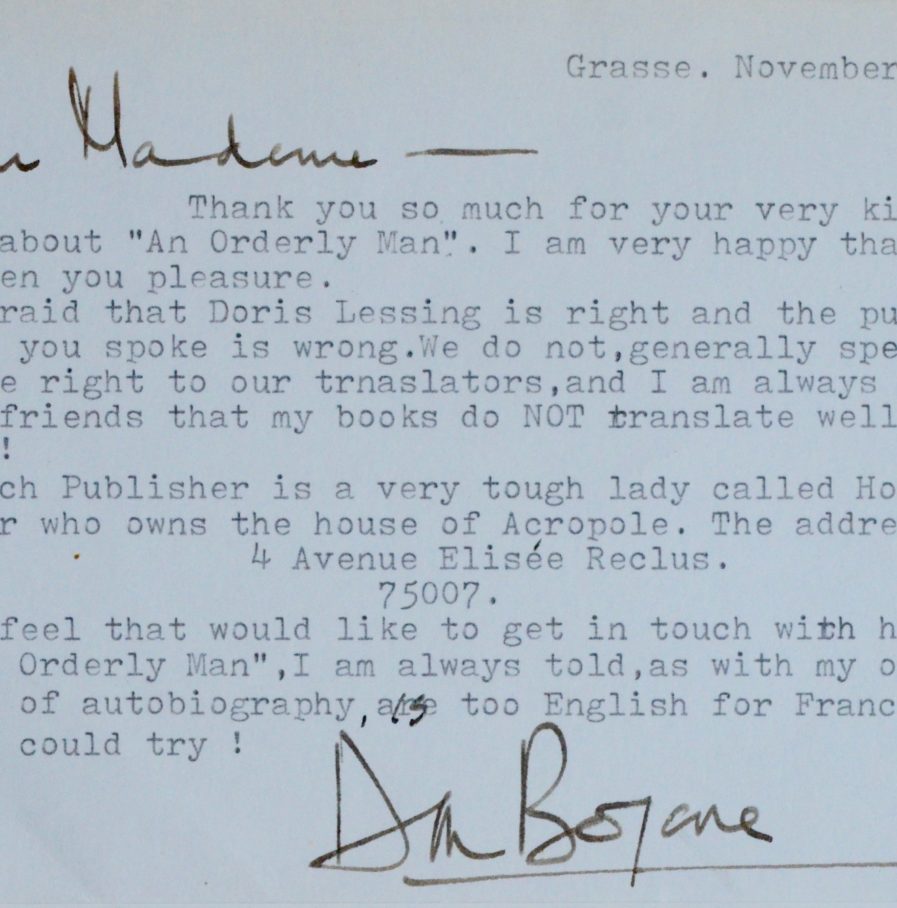 Grasse. November
Madame —
Thank you so much for your very ki
about "An Orderly Man". I am very happy tha
en you pleasure.
raid that Doris Lessing is right and the pu
you spoke is wrong.We do not,generally spe
e right to our trnaslators,and I am always
friends that my books do NOT translate well
!
ch Publisher is a very tough lady called Ho
r who owns the house of Acropole. The addre
4 Avenue Elisée Reclus.
75007.
feel that would like to get in touch with h
Orderly Man",I am always told,as with my o
of autobiography, is too English for Franc
could try !
Dirk Bogarde